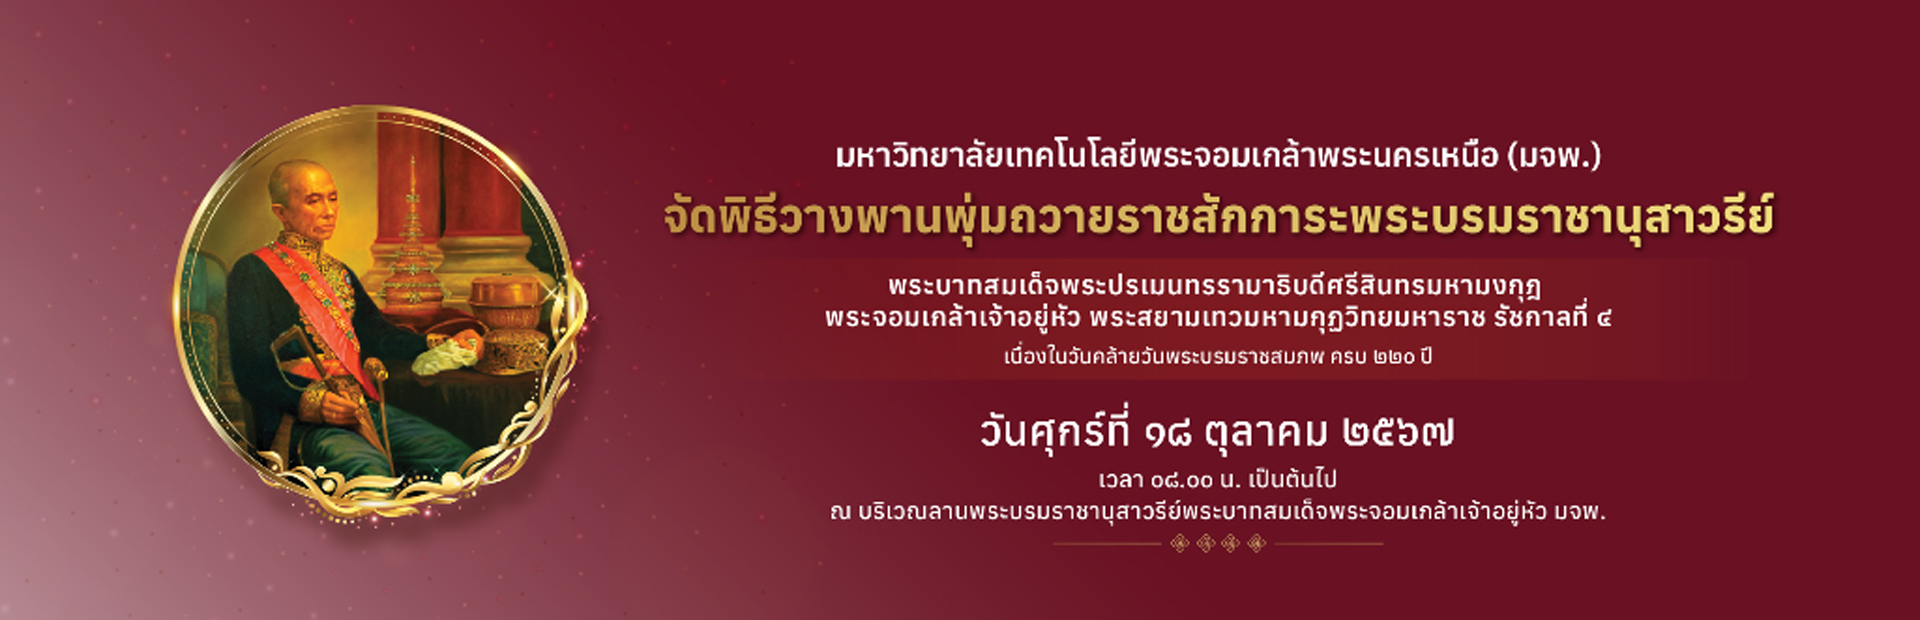 มหาวิทยาลัยเทคโนโลยีพระจอมเกล้าพระนครเหนือ (มจพ.)
จัดพิธีวางพานพุ่มถวายราชสักการะพระบรมราชานุสาวรีย์
พระบาทสมเด็จพระปรเมนทรรามาธิบดีศรีสินทรมหามงกุฎ
พระจอมเกล้าเจ้าอยู่หัว พระสยามเทวมหามกุฏวิทยมหาราช รัชกาลที่ ๔
เนื่องในวันคล้ายวันพระบรมราชสมภพ ครบ ๒๒๐ ปี
วันศุกร์ที่ ๑๘ ตุลาคม ๒๕๖๗
เวลา ๐๘.๐๐ น. เป็นต้นไป
ณ บริเวณลานพระบรมราชานุสาวรีย์พระบาทสมเด็จพระจอมเกล้าเจ้าอยู่หัว มจพ.